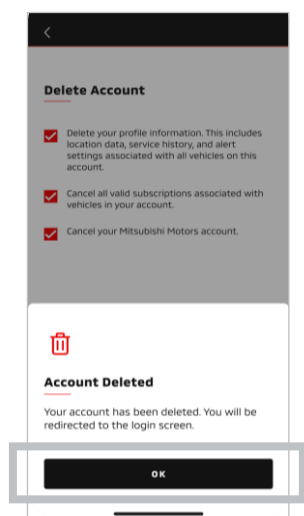 Delete Account
Delete your profile information. This includes
location data, service history, and alert
settings associated with all vehicles on this
account.
Cancel all valid subscriptions associated with
vehicles in your account.
Cancel your Mitsubishi Motors account.
Account Deleted
Your account has been deleted. You will be
redirected to the login screen.
OK